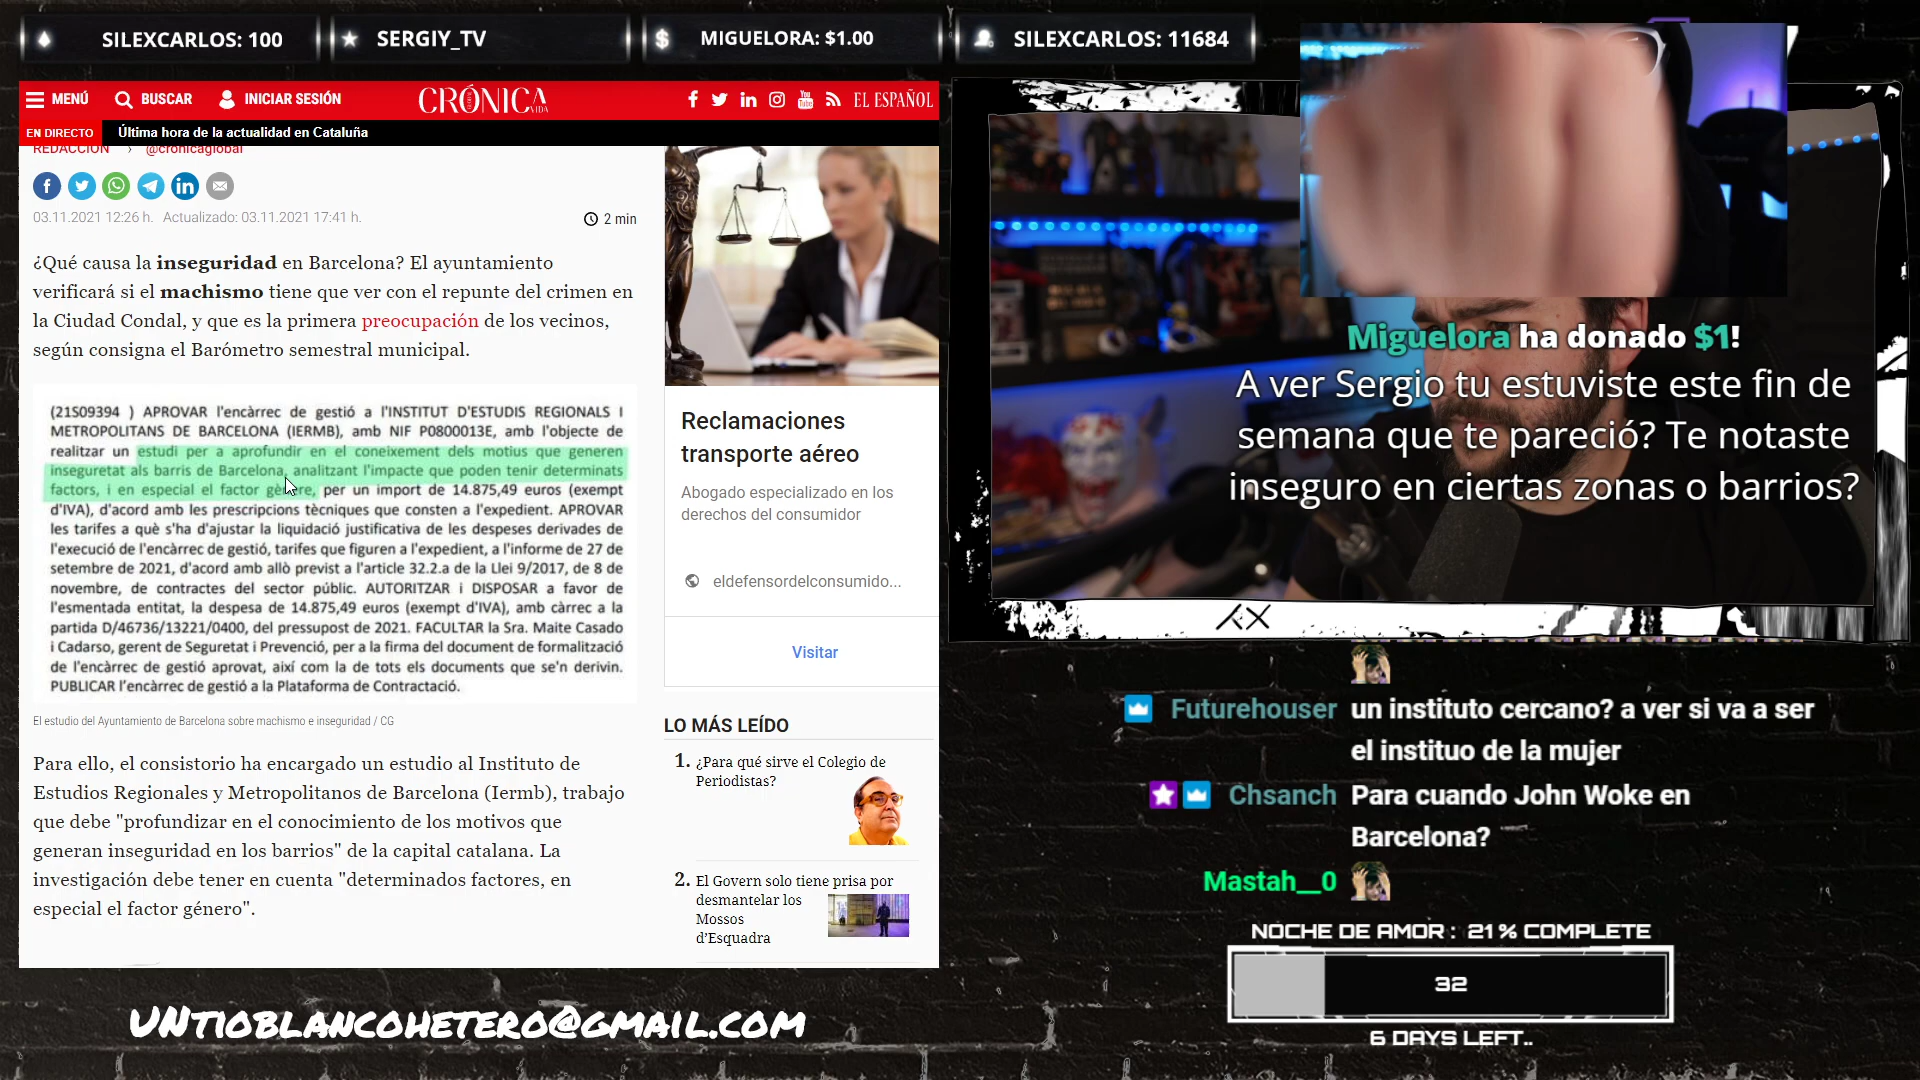 SILEXCARLOS: 100
SERGIY_TV
MIGUELORA: $1.00
SILEXCARLOS: 11684
MENÚ
BUSCAR
INICIAR SESIÓN
CRÓNICA
VIDA
EL ESPAÑOL
EN DIRECTO
Última hora de la actualidad en Cataluña
REDACCIÓN › @cronicaglobal
03.11.2021 12:26 h. Actualizado: 03.11.2021 17:41 h.
2 min
¿Qué causa la inseguridad en Barcelona? El ayuntamiento
verificará si el machismo tiene que ver con el repunte del crimen en
la Ciudad Condal, y que es la primera preocupación de los vecinos,
según consigna el Barómetro semestral municipal.
(21S09394 ) APROVAR l'encàrrec de gestió a l'INSTITUT D'ESTUDIS REGIONALS I
METROPOLITANS DE BARCELONA (IERMB), amb NIF P0800013E, amb l'objecte de
realitzar un estudi per a aprofundir en el coneixement dels motius que generen
inseguretat als barris de Barcelona, analitzant l'impacte que poden tenir determinats
factors, i en especial el factor gènere, per un import de 14.875,49 euros (exempt
d'IVA), d'acord amb les prescripcions tècniques que consten a l'expedient. APROVAR
les tarifes a què s'ha d'ajustar la liquidació justificativa de les despeses derivades de
l'execució de l'encàrrec de gestió, tarifes que figuren a l'expedient, a l'informe de 27 de
setembre de 2021, d'acord amb allò previst a l'article 32.2.a de la Llei 9/2017, de 8 de
novembre, de contractes del sector públic. AUTORITZAR i DISPOSAR a favor de
l'esmentada entitat, la despesa de 14.875,49 euros (exempt d'IVA), amb càrrec a la
partida D/46736/13221/0400, del pressupost de 2021. FACULTAR la Sra. Maite Casado
i Cadarso, gerent de Seguretat i Prevenció, per a la firma del document de formalització
de l'encàrrec de gestió aprovat, així com la de tots els documents que se'n derivin.
PUBLICAR l'encàrrec de gestió a la Plataforma de Contractació.
El estudio del Ayuntamiento de Barcelona sobre machismo e inseguridad / CG
Para ello, el consistorio ha encargado un estudio al Instituto de
Estudios Regionales y Metropolitanos de Barcelona (Iermb), trabajo
que debe "profundizar en el conocimiento de los motivos que
generan inseguridad en los barrios" de la capital catalana. La
investigación debe tener en cuenta "determinados factores, en
especial el factor género".
Reclamaciones
transporte aéreo
Abogado especializado en los
derechos del consumidor
eldefensordelconsumido...
Visitar
LO MÁS LEÍDO
1. ¿Para qué sirve el Colegio de
Periodistas?
2. El Govern solo tiene prisa por
desmantelar los
Mossos
d'Esquadra
Miguelora ha donado $1!
A ver Sergio tu estuviste este fin de
semana que te pareció? Te notaste
inseguro en ciertas zonas o barrios?
Futurehouser un instituto cercano? a ver si va a ser
el instituo de la mujer
Chsanch Para cuando John Woke en
Barcelona?
Mastah__0
NOCHE DE AMOR : 21% COMPLETE
32
6 DAYS LEFT..
UNTIOBLANCOHETERO@GMAIL.COM